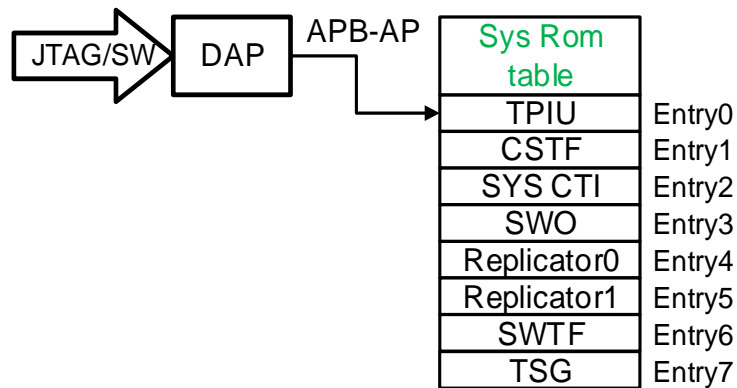 JTAG/SW
DAP
APB-AP
Sys Rom
table
TPIU Entry0
CSTF Entry1
SYS CTI Entry2
SWO Entry3
Replicator0 Entry4
Replicator1 Entry5
SWTF Entry6
TSG Entry7